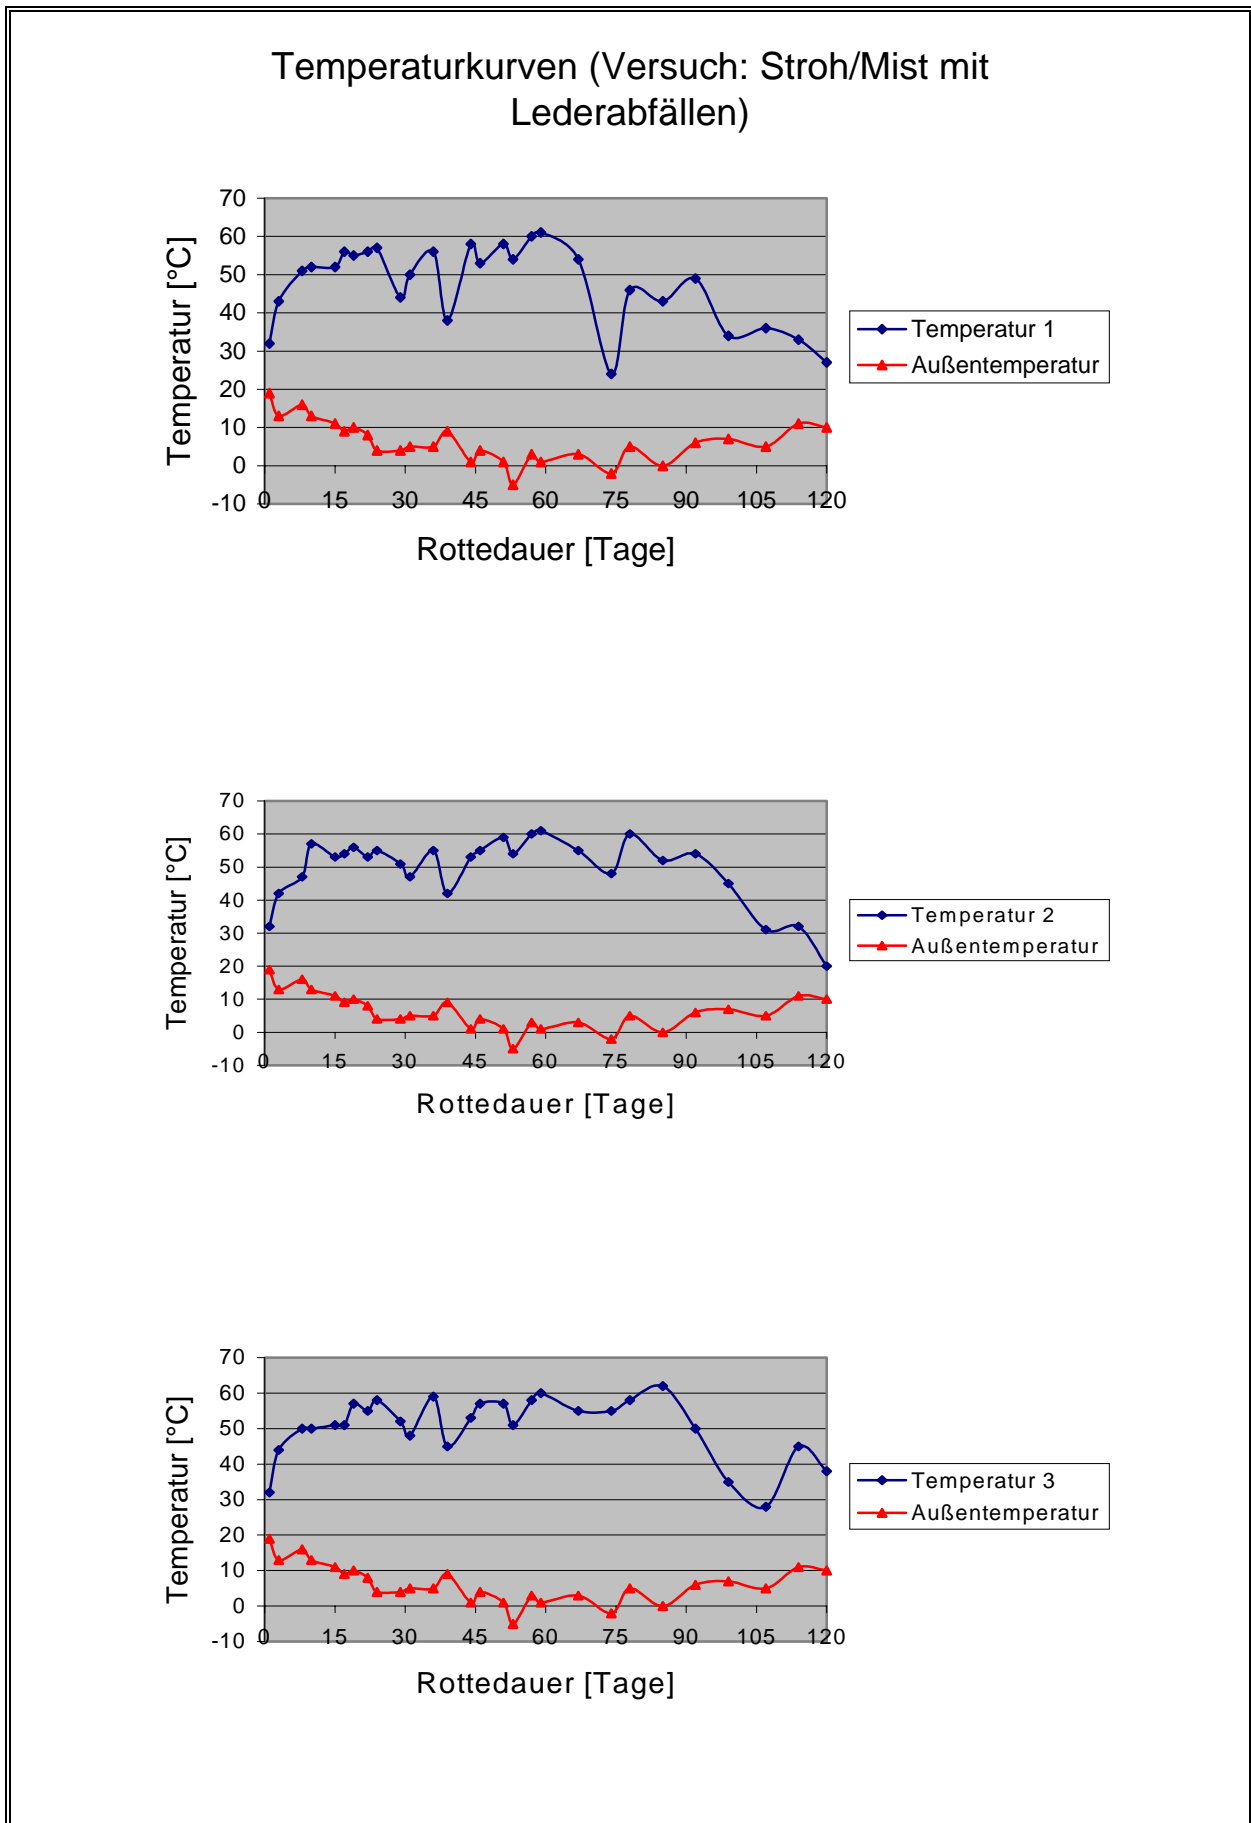 Temperaturkurven (Versuch: Stroh/Mist mit
Lederabfällen)
70
60
50
40
30
20
10
0
-10
0 15 30 45 60 75 90 105 120
Temperatur [°C]
Rottedauer [Tage]
Temperatur 1
Außentemperatur
70
60
50
40
30
20
10
0
-10
0 15 30 45 60 75 90 105 120
Temperatur [°C]
Rottedauer [Tage]
Temperatur 2
Außentemperatur
70
60
50
40
30
20
10
0
-10
0 15 30 45 60 75 90 105 120
Temperatur [°C]
Rottedauer [Tage]
Temperatur 3
Außentemperatur